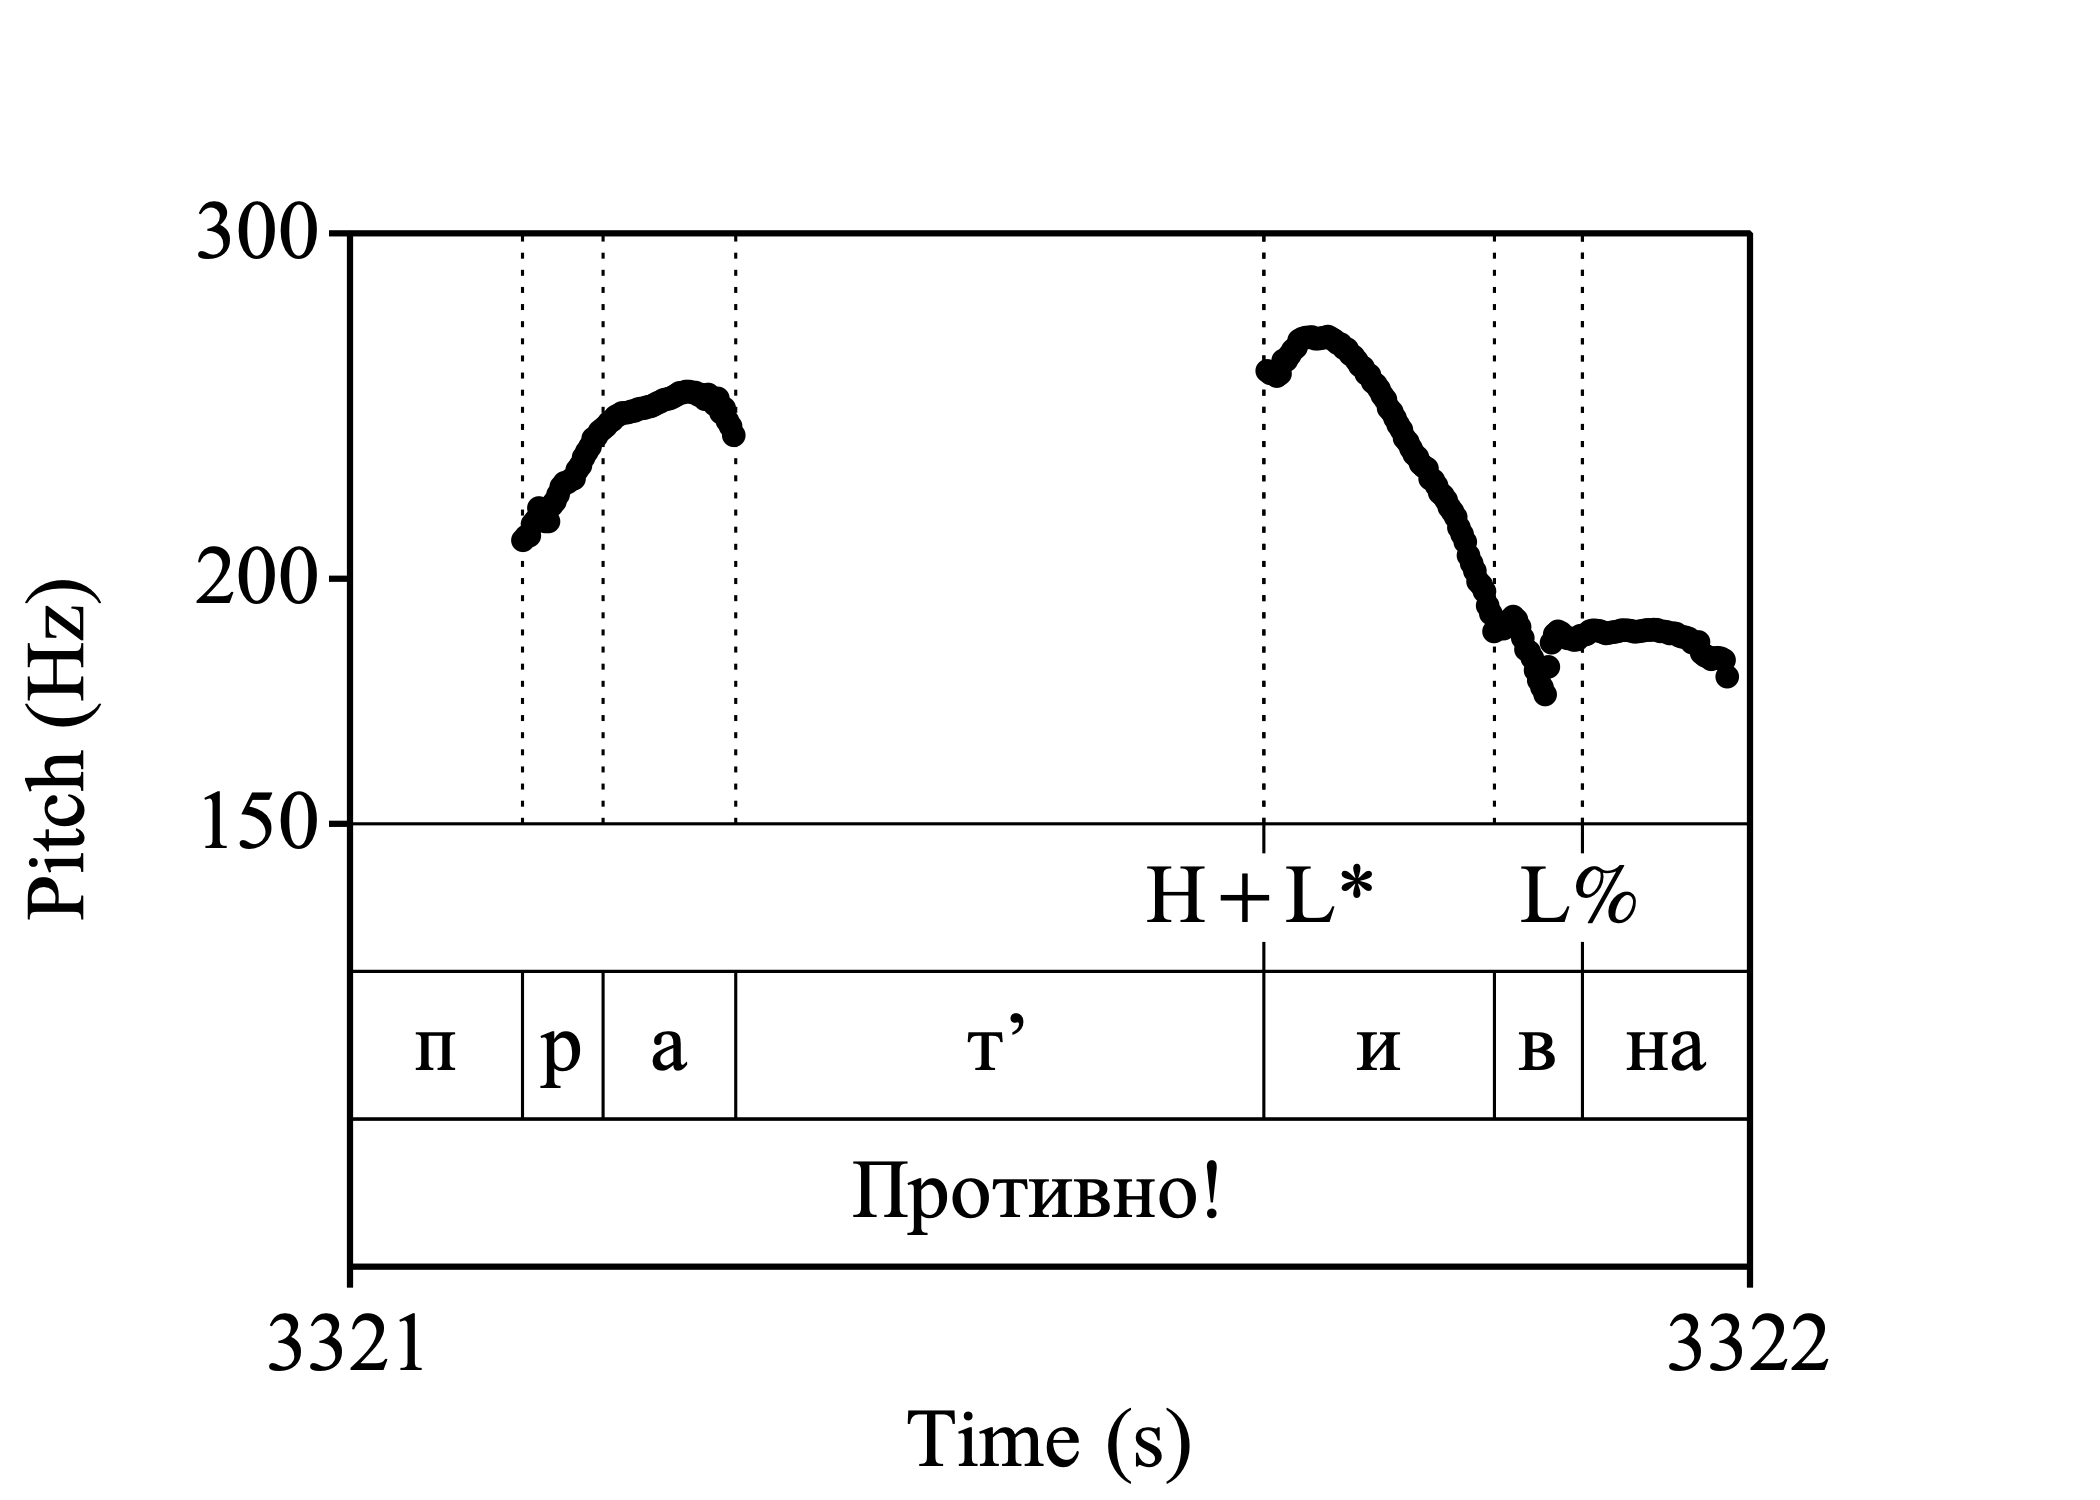 300
200
150
Pitch (Hz)
H+L* L%
п р а т’ и в на
Противно!
3321 3322
Time (s)